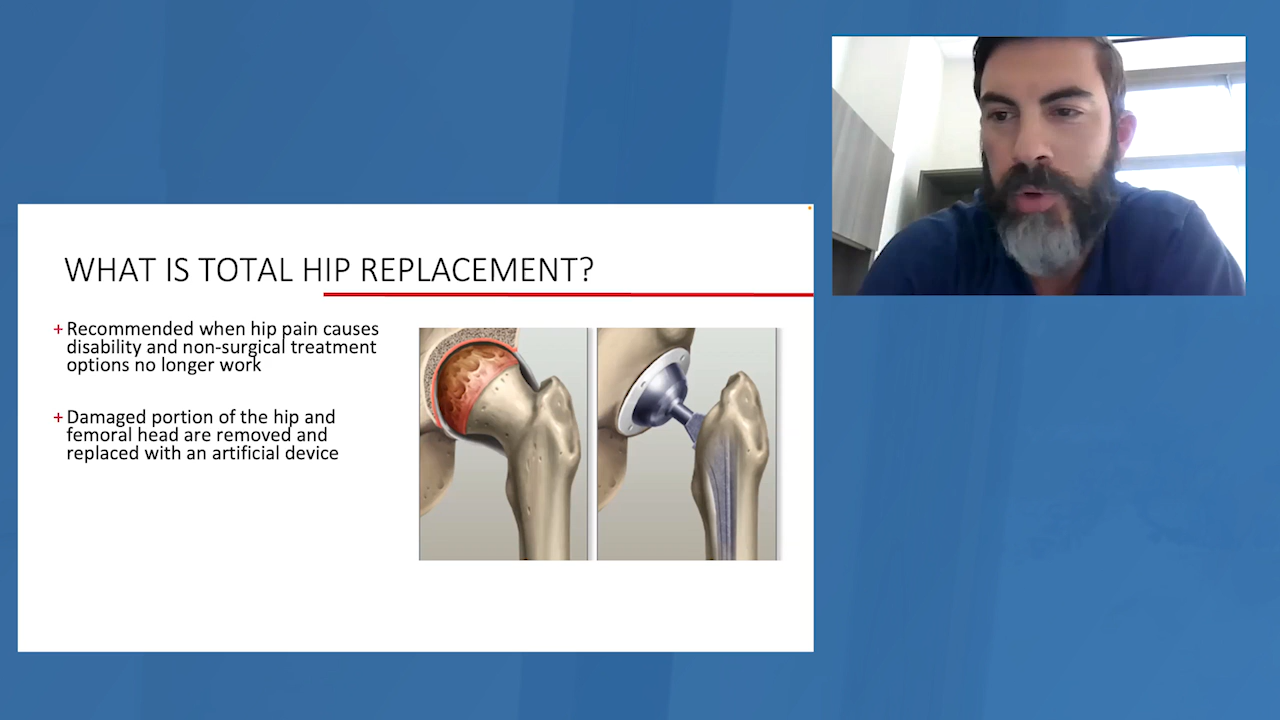 WHAT IS TOTAL HIP REPLACEMENT?
+ Recommended when hip pain causes
disability and non-surgical treatment
options no longer work
+ Damaged portion of the hip and
femoral head are removed and
replaced with an artificial device